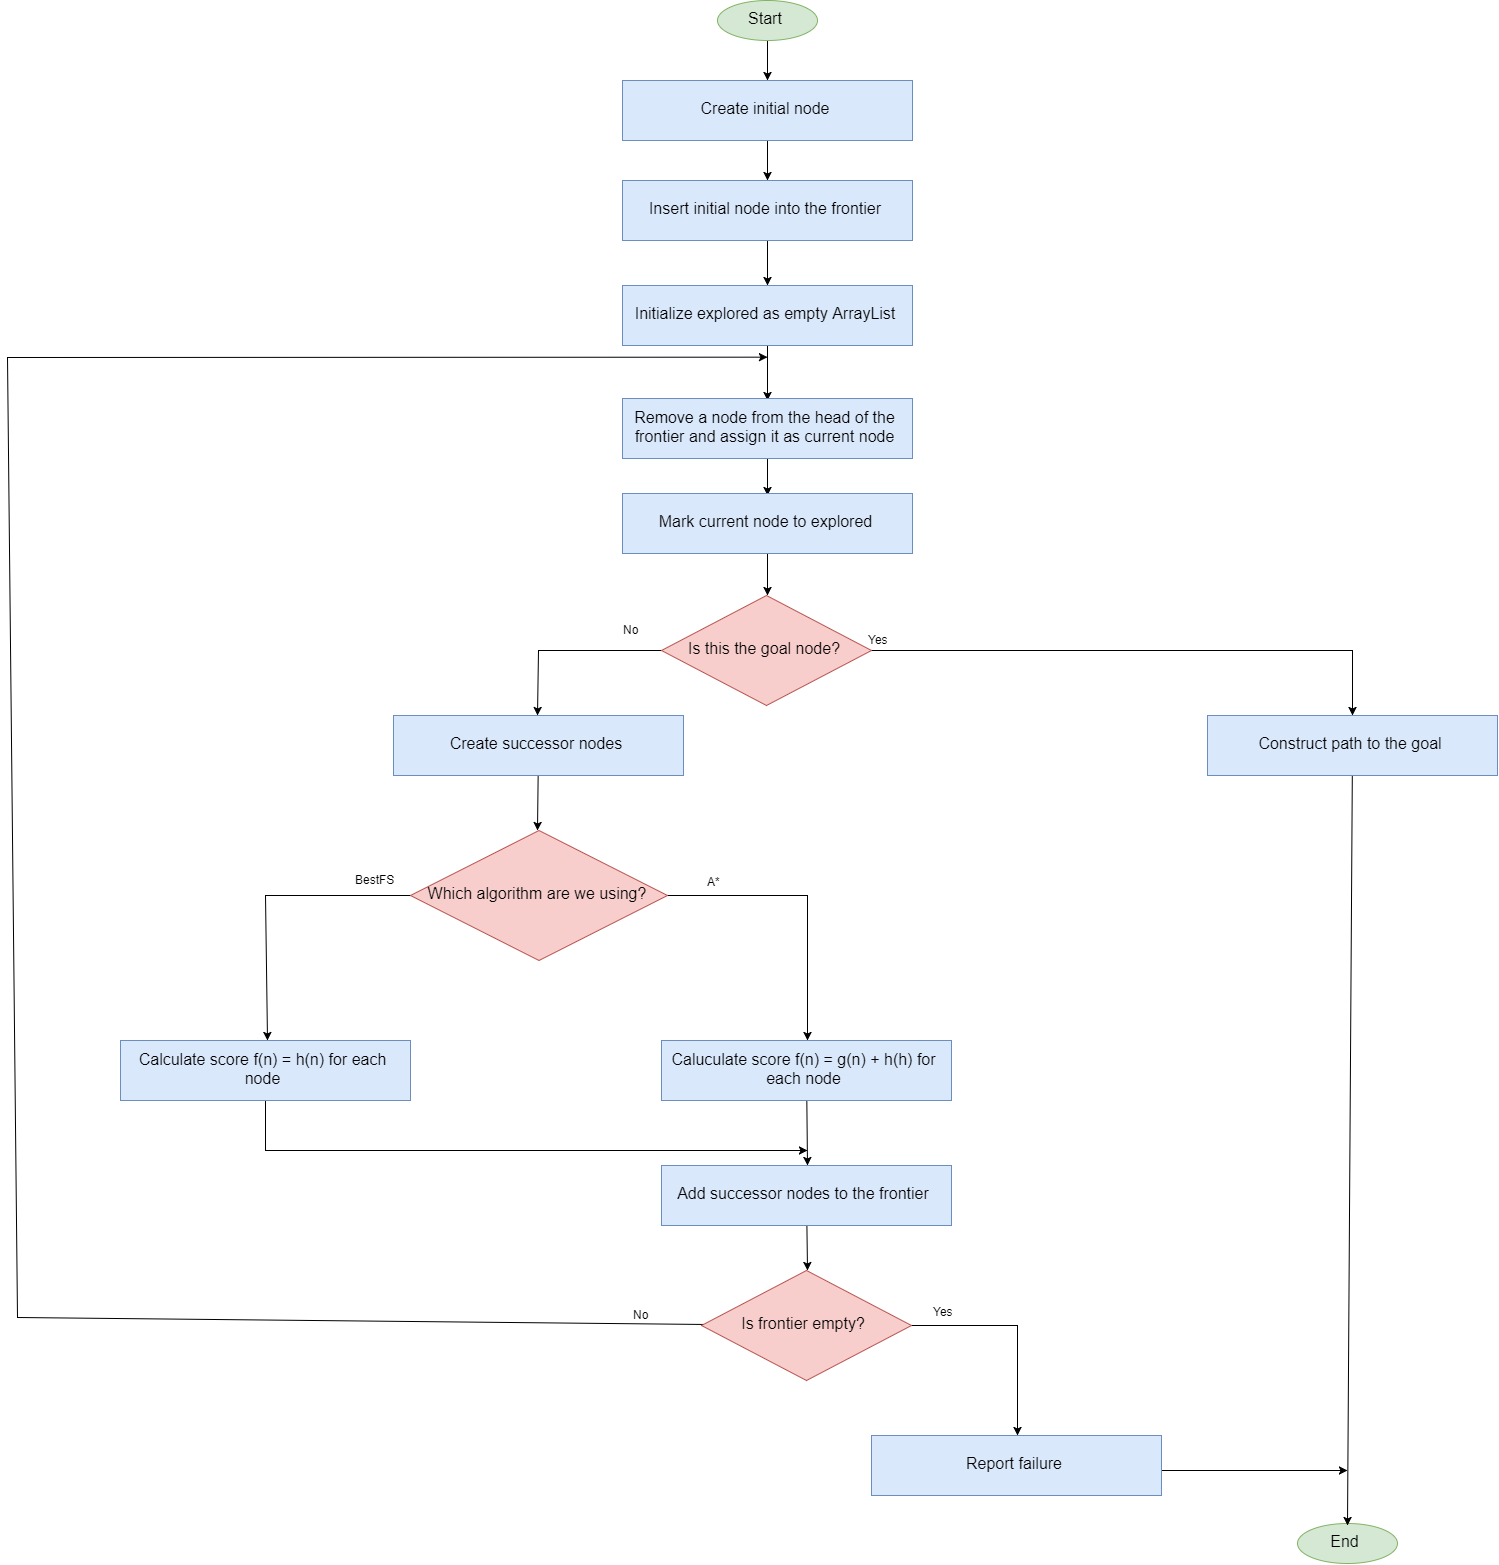 Start
Create initial node
Insert initial node into the frontier
Initialize explored as empty ArrayList
Remove a node from the head of the
frontier and assign it as current node
Mark current node to explored
No
Is this the goal node?
Yes
Create successor nodes
Construct path to the goal
BestFS
Which algorithm are we using?
A*
Calculate score f(n) = h(n) for each
node
Caluculate score f(n) = g(n) + h(h) for
each node
Add successor nodes to the frontier
No
Is frontier empty?
Yes
Report failure
End